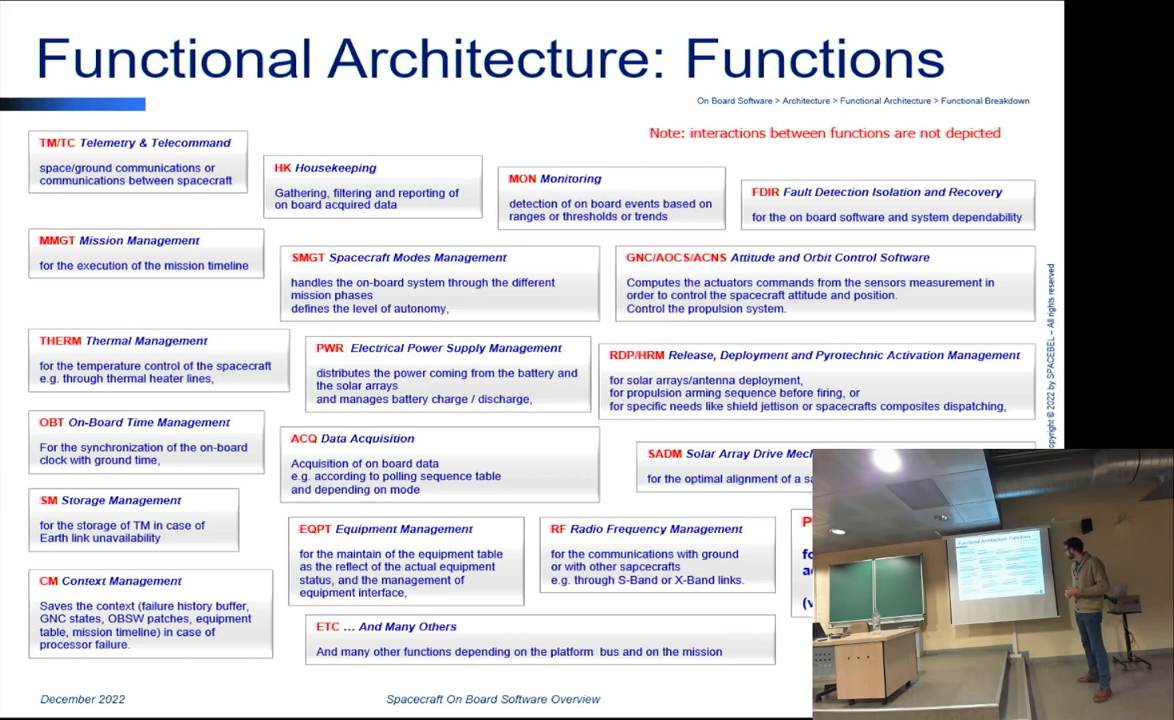 Functional Architecture: Functions
On Board Software > Architecture > Functional Architecture > Functional Breakdown
Note: interactions between functions are not depicted
TM/TC Telemetry & Telecommand
space/ground communications or
communications between spacecraft
HK Housekeeping
Gathering, filtering and reporting of
on board acquired data
MON Monitoring
detection of on board events based on
ranges or thresholds or trends
FDIR Fault Detection Isolation and Recovery
for the on board software and system dependability
MMGT Mission Management
for the execution of the mission timeline
SMGT Spacecraft Modes Management
handles the on-board system through the different
mission phases
defines the level of autonomy,
GNC/AOCS/ACNS Attitude and Orbit Control Software
Computes the actuators commands from the sensors measurement in
order to control the spacecraft attitude and position.
Control the propulsion system.
THERM Thermal Management
for the temperature control of the spacecraft
e.g. through thermal heater lines,
PWR Electrical Power Supply Management
distributes the power coming from the battery and
the solar arrays
and manages battery charge / discharge,
RDP/HRM Release, Deployment and Pyrotechnic Activation Management
for solar arrays/antenna deployment,
for propulsion arming sequence before firing, or
for specific needs like shield jettison or spacecrafts composites dispatching,
OBT On-Board Time Management
For the synchronization of the on-board
clock with ground time,
ACQ Data Acquisition
Acquisition of on board data
e.g. according to polling sequence table
and depending on mode
SADM Solar Array Drive
for the optimal alignment of a
SM Storage Management
for the storage of TM in case of
Earth link unavailability
EQPT Equipment Management
for the maintain of the equipment table
as the reflect of the actual equipment
status, and the management of
equipment interface,
RF Radio Frequency Management
for the communications with ground
or with other sapcecrafts
e.g. through S-Band or X-Band links.
CM Context Management
Saves the context (failure history buffer,
GNC states, OBSW patches, equipment
table, mission timeline) in case of
processor failure.
ETC … And Many Others
And many other functions depending on the platform bus and on the mission
© 2022 by SPACEBEL – All rights reserved
December 2022
Spacecraft On Board Software Overview
Functional Architecture: Functions